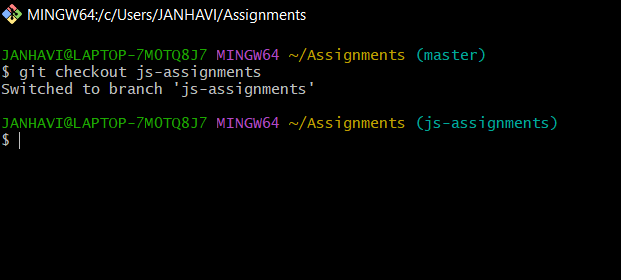 MINGW64:/c/Users/JANHAVI/Assignments
JANHAVI@LAPTOP-7MOTQ8J7 MINGW64 ~/Assignments (master)
$ git checkout js-assignments
Switched to branch 'js-assignments'
JANHAVI@LAPTOP-7MOTQ8J7 MINGW64 ~/Assignments (js-assignments)
$